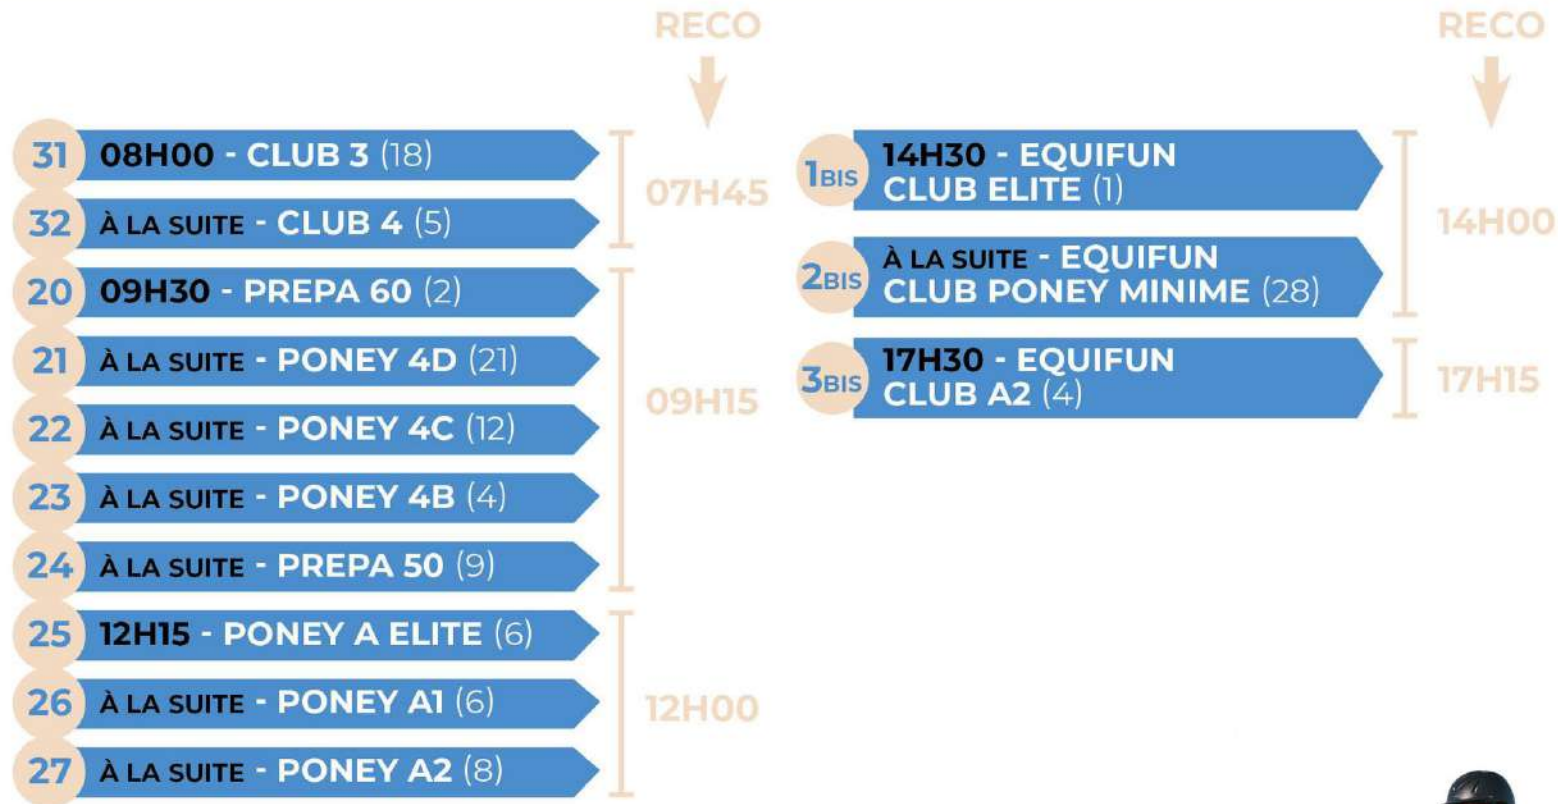 RECO
31 08H00 - CLUB 3 (18)
32 À LA SUITE - CLUB 4 (5)
07H45
20 09H30 - PREPA 60 (2)
21 À LA SUITE - PONEY 4D (21)
22 À LA SUITE - PONEY 4C (12)
23 À LA SUITE - PONEY 4B (4)
24 À LA SUITE - PREPA 50 (9)
09H15
25 12H15 - PONEY A ELITE (6)
26 À LA SUITE - PONEY A1 (6)
27 À LA SUITE - PONEY A2 (8)
12H00
RECO
1BIS 14H30 - EQUIFUN
CLUB ELITE (1)
2BIS À LA SUITE - EQUIFUN
CLUB PONEY MINIME (28)
14H00
3BIS 17H30 - EQUIFUN
CLUB A2 (4)
17H15